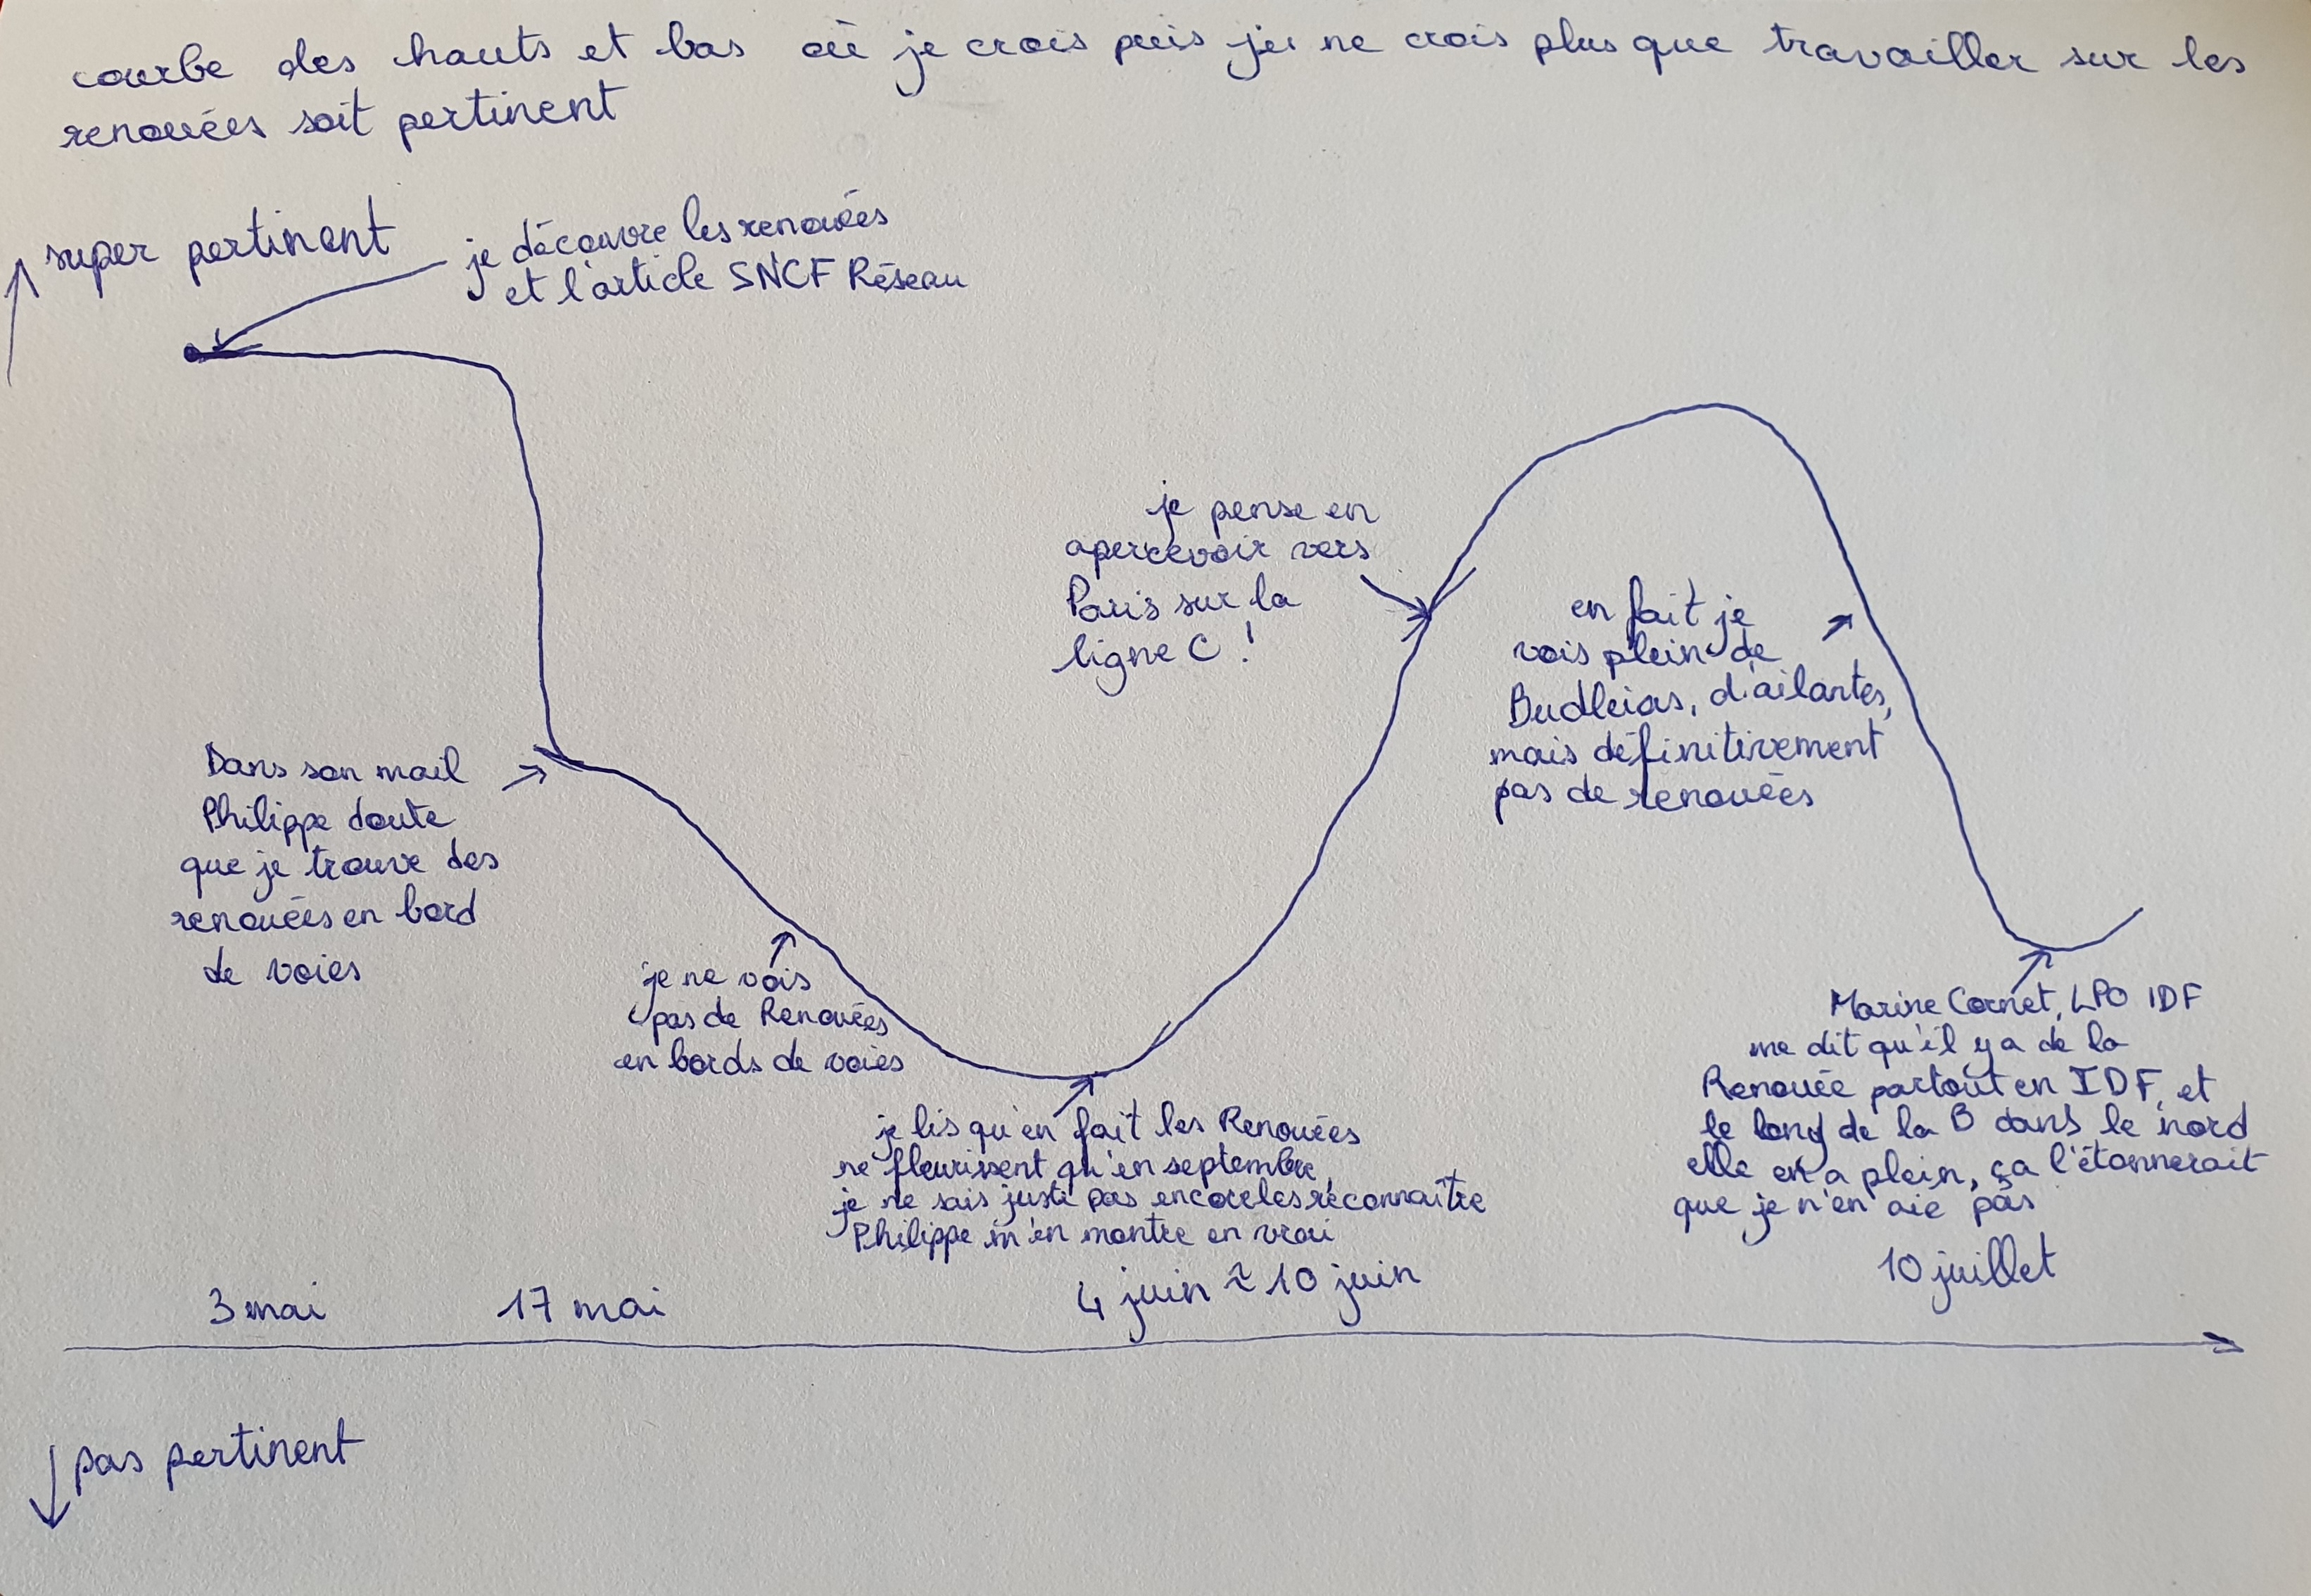 courbe des hauts et bas où je crois puis je ne crois plus que travailler sur les
renouées soit pertinent
super pertinent
je découvre les renouées
et l'article SNCF Réseau
je pense en
apercevoir vers
Paris sur la
ligne C !
en fait je
vois plein de
Budleias, d'ailantes,
mais définitivement
pas de renouées
Dans son mail
Philippe doute
que je trouve des
renouées en bord
de voies
je ne vois
pas de Renouées
en bords de voies
je lis qu'en fait les Renouées
ne fleurissent qu'en septembre,
je ne sais juste pas encore les reconnaître
Philippe m'en montre en vrai
Marine Cornet, LPO IDF
me dit qu'il y a de la
Renouée partout en IDF, et
le long de la B dans le nord
elle en a plein, ça l'étonnerait
que je n'en aie pas
3 mai
17 mai
4 juin ~ 10 juin
10 juillet
pas pertinent